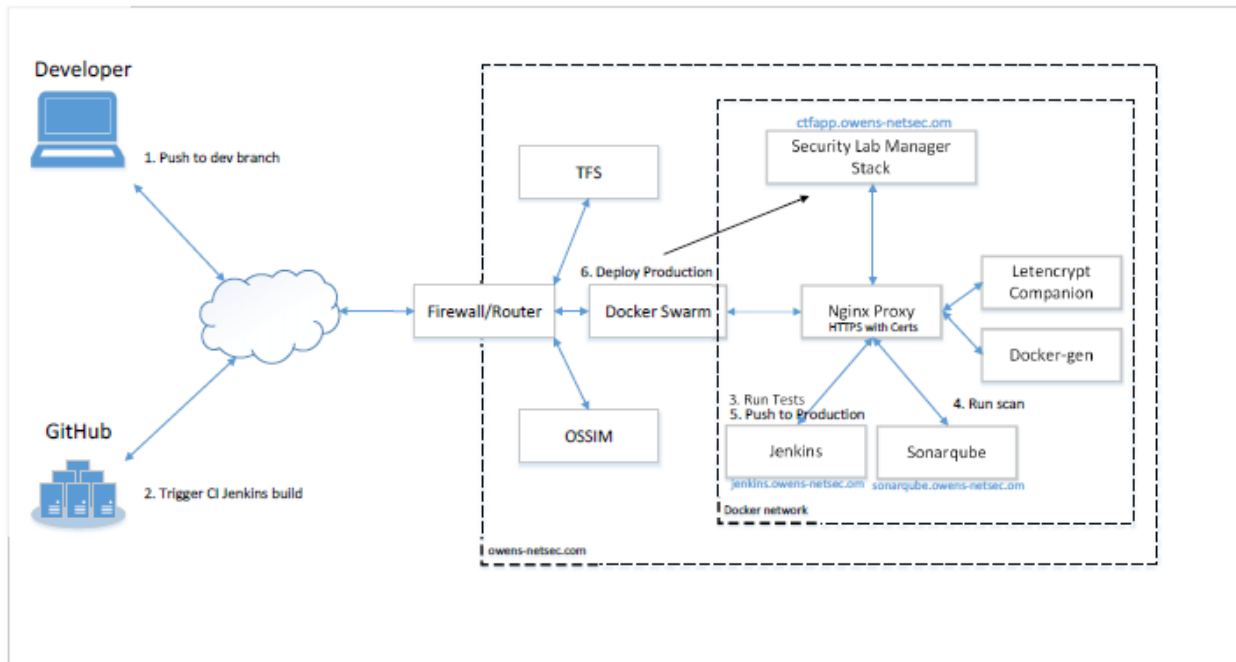 Developer
1. Push to dev branch
GitHub
2. Trigger CI Jenkins build
Firewall/Router
TFS
6. Deploy Production
Docker Swarm
OSSIM
ctfapp.owens-netsec.om
Security Lab Manager
Stack
Nginx Proxy
HTTPS with Certs
Letencrypt
Companion
Docker-gen
3. Run Tests
5. Push to Production
4. Run scan
Jenkins
Sonarqube
jenkins.owens-netsec.om
sonarqube.owens-netsec.om
Docker network
owens-netsec.com